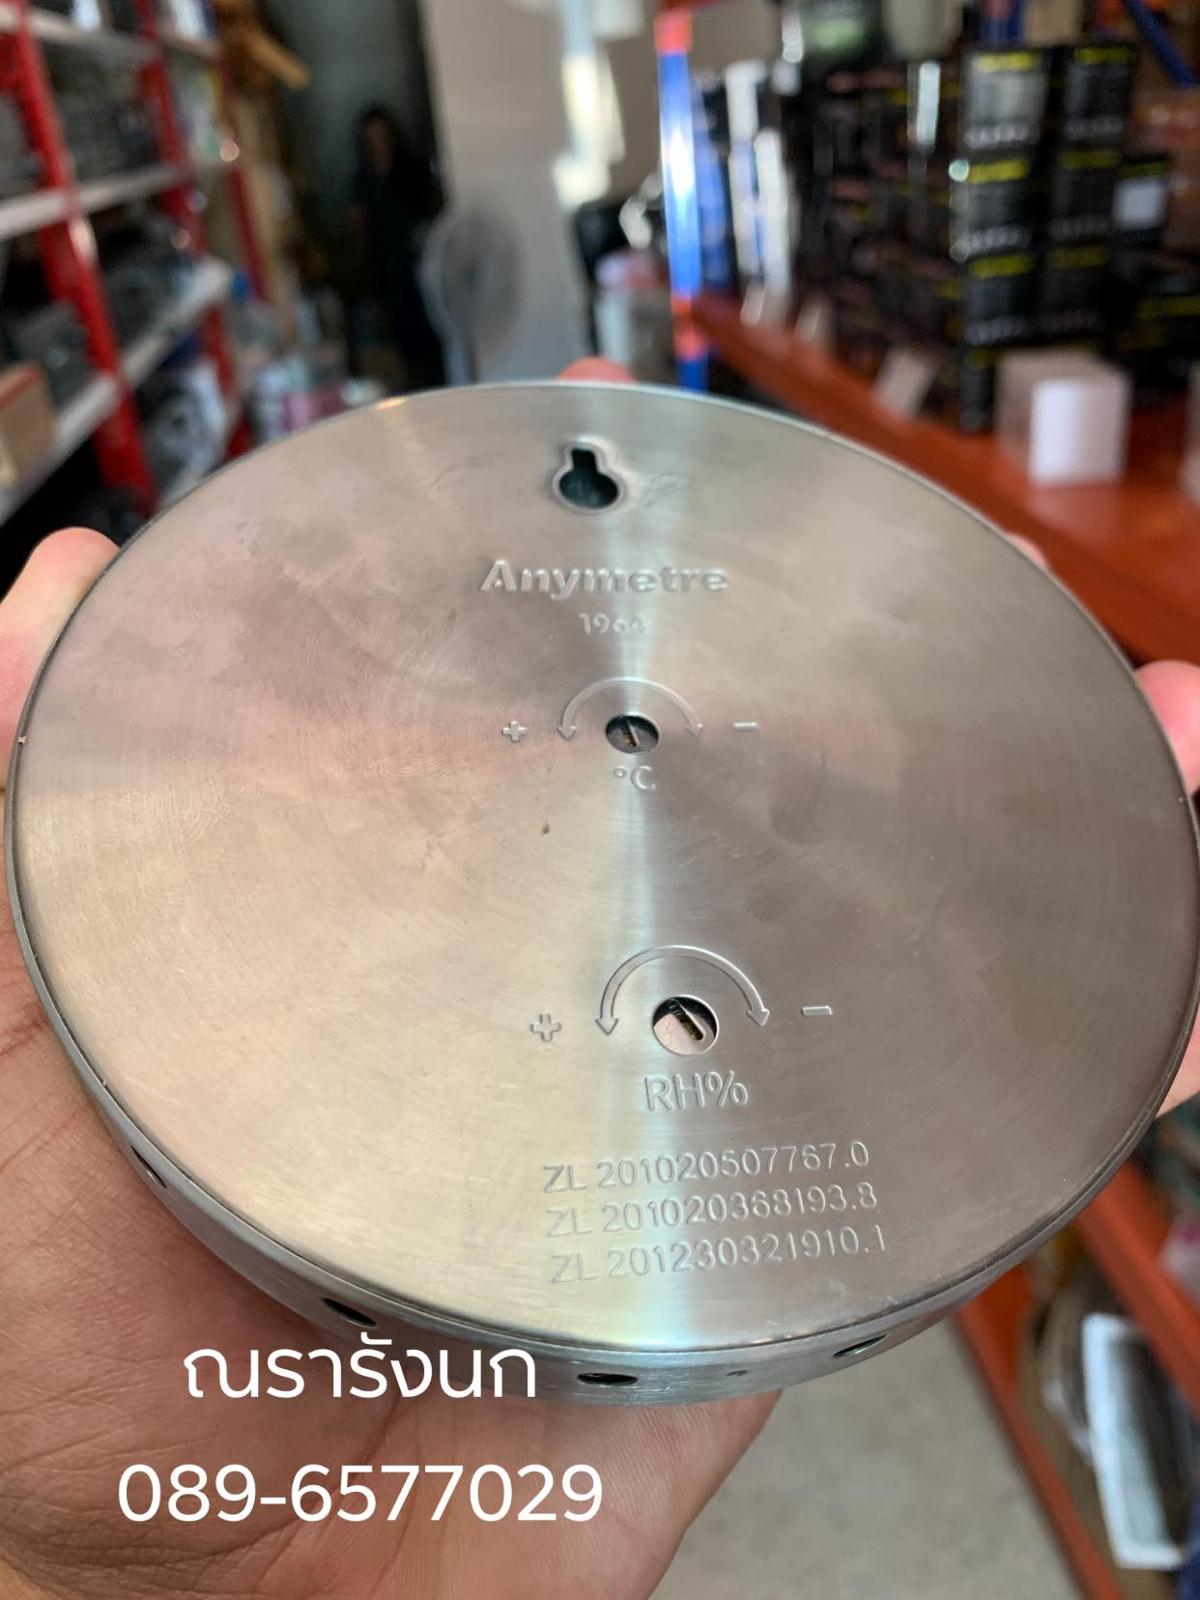 Anymetre
1964
+ -
°C
+ -
RH%
ZL 201020507767.0
ZL 201020368193.8
ZL 201230321910.1
ณรารังนก
089-6577029